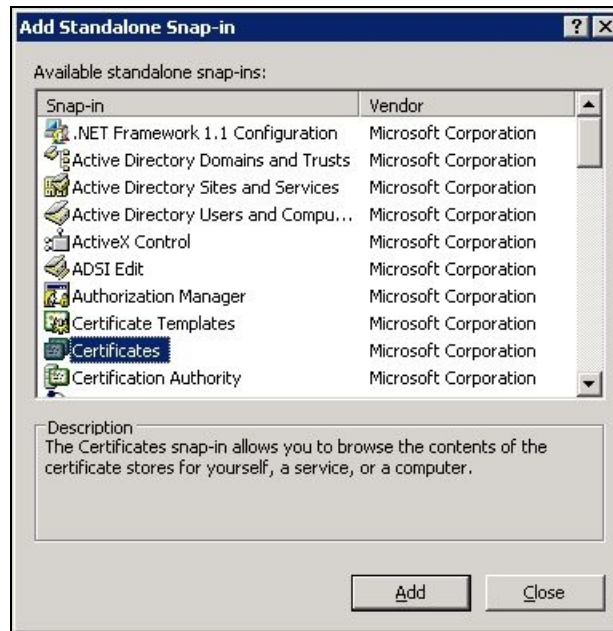 Add Standalone Snap-in
Available standalone snap-ins:
Snap-in Vendor
.NET Framework 1.1 Configuration Microsoft Corporation
Active Directory Domains and Trusts Microsoft Corporation
Active Directory Sites and Services Microsoft Corporation
Active Directory Users and Compu... Microsoft Corporation
ActiveX Control Microsoft Corporation
ADSI Edit Microsoft Corporation
Authorization Manager Microsoft Corporation
Certificate Templates Microsoft Corporation
Certificates Microsoft Corporation
Certification Authority Microsoft Corporation
Description
The Certificates snap-in allows you to browse the contents of the
certificate stores for yourself, a service, or a computer.
Add Close